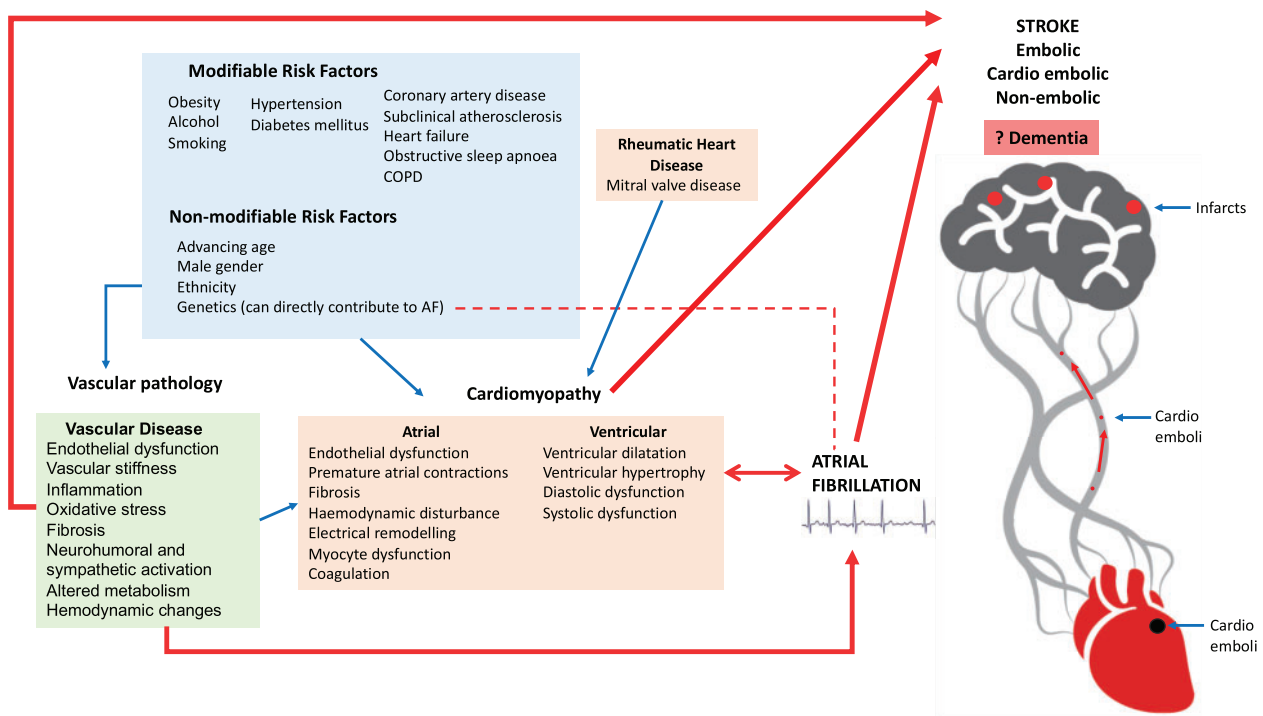 STROKE
Embolic
Cardio embolic
Non-embolic
? Dementia
Modifiable Risk Factors
Obesity
Alcohol
Smoking
Hypertension
Diabetes mellitus
Coronary artery disease
Subclinical atherosclerosis
Heart failure
Obstructive sleep apnoea
COPD
Rheumatic Heart
Disease
Mitral valve disease
Non-modifiable Risk Factors
Advancing age
Male gender
Ethnicity
Genetics (can directly contribute to AF)
Infarcts
Vascular pathology
Cardiomyopathy
Vascular Disease
Endothelial dysfunction
Vascular stiffness
Inflammation
Oxidative stress
Fibrosis
Neurohumoral and
sympathetic activation
Altered metabolism
Hemodynamic changes
Atrial
Endothelial dysfunction
Premature atrial contractions
Fibrosis
Haemodynamic disturbance
Electrical remodelling
Myocyte dysfunction
Coagulation
Ventricular
Ventricular dilatation
Ventricular hypertrophy
Diastolic dysfunction
Systolic dysfunction
ATRIAL
FIBRILLATION
Cardio
emboli
Cardio
emboli